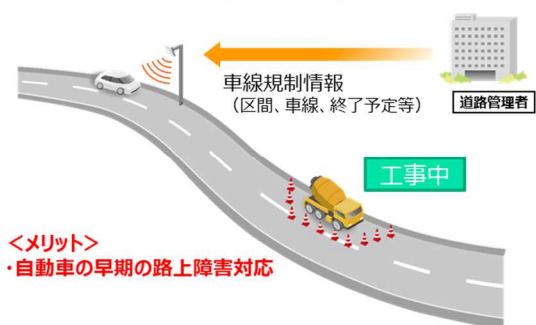 車線規制情報
（区間、車線、終了予定等）
道路管理者
工事中
＜メリット＞
・自動車の早期の路上障害対応